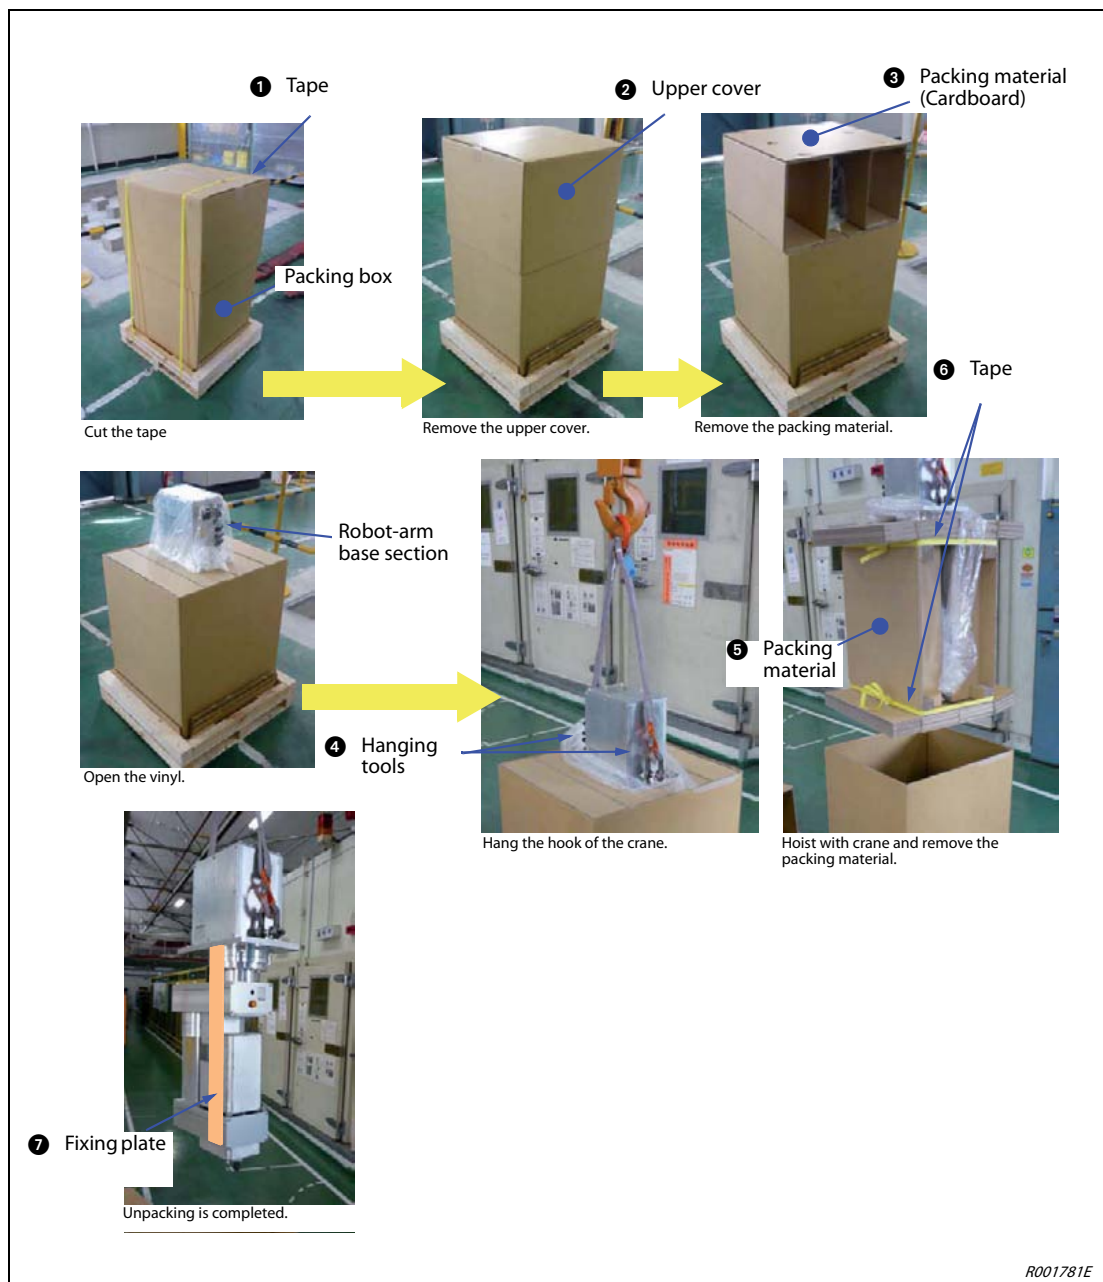 ❶ Tape
❷ Upper cover
❸ Packing material
(Cardboard)
Packing box
Cut the tape
Remove the upper cover.
Remove the packing material.
❻ Tape
Robot-arm
base section
❺ Packing
material
❹ Hanging
tools
Open the vinyl.
Hang the hook of the crane.
Hoist with crane and remove the
packing material.
❼ Fixing plate
Unpacking is completed.
R001781E